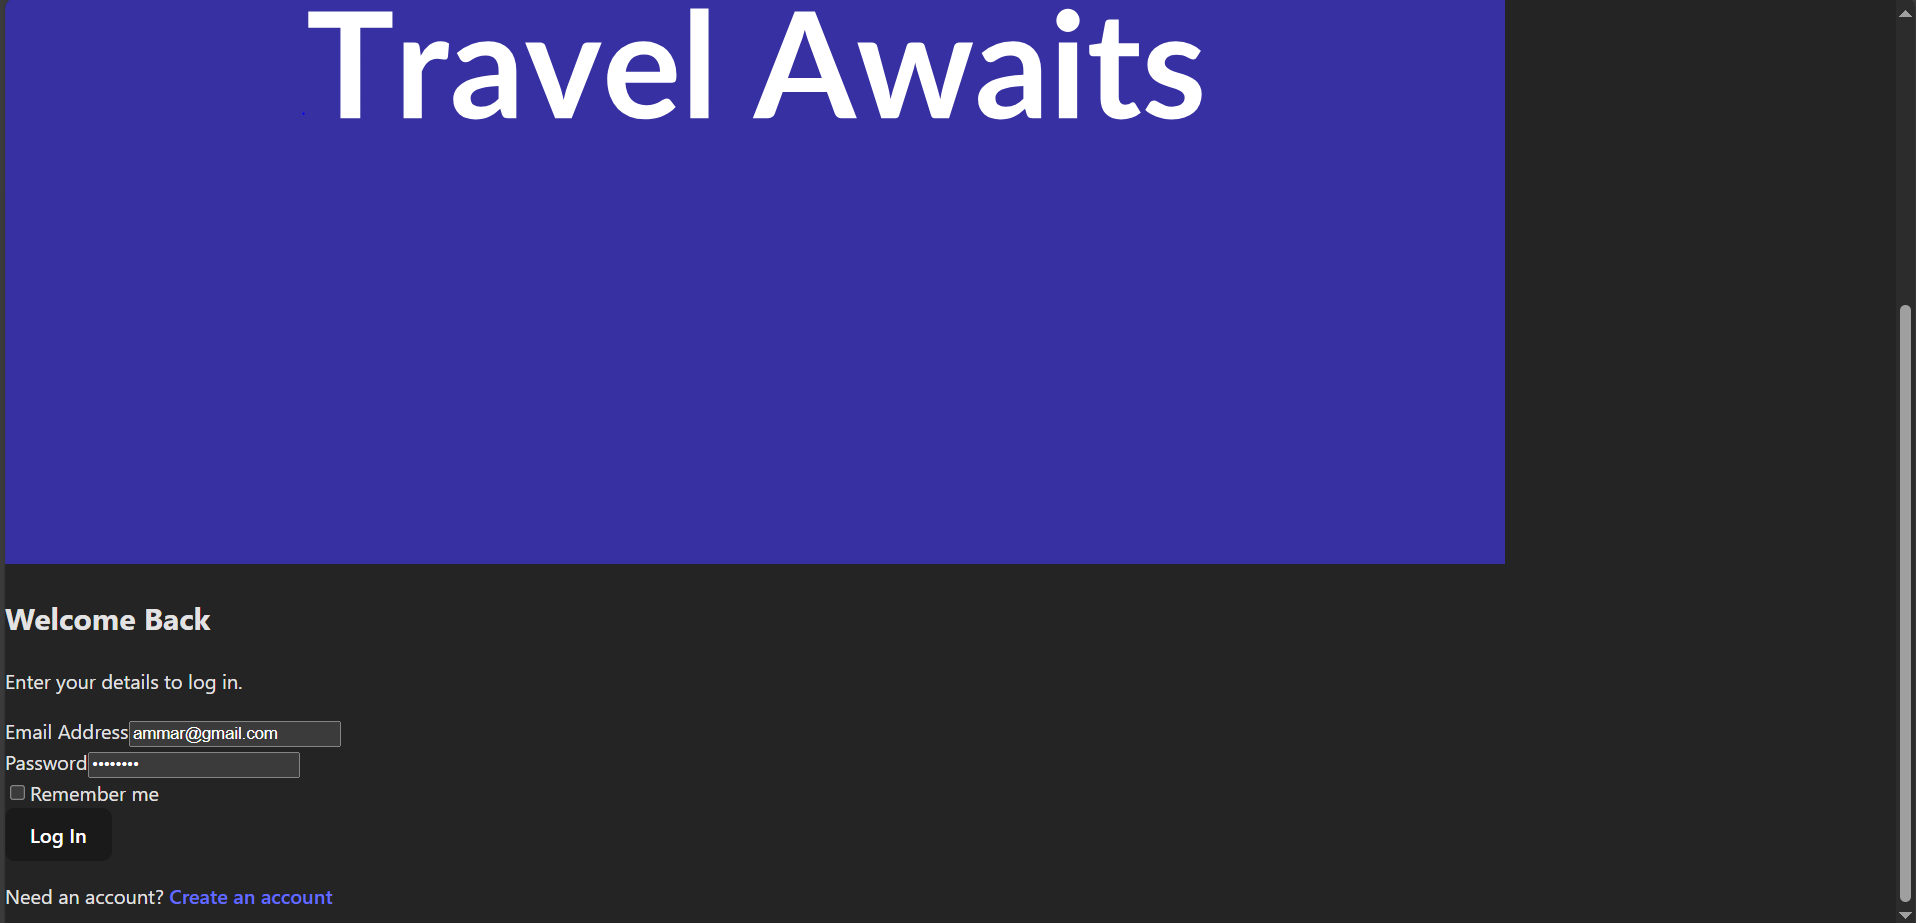 Travel Awaits
Welcome Back
Enter your details to log in.
Email Address ammar@gmail.com
Password ••••••••
Remember me
Log In
Need an account? Create an account